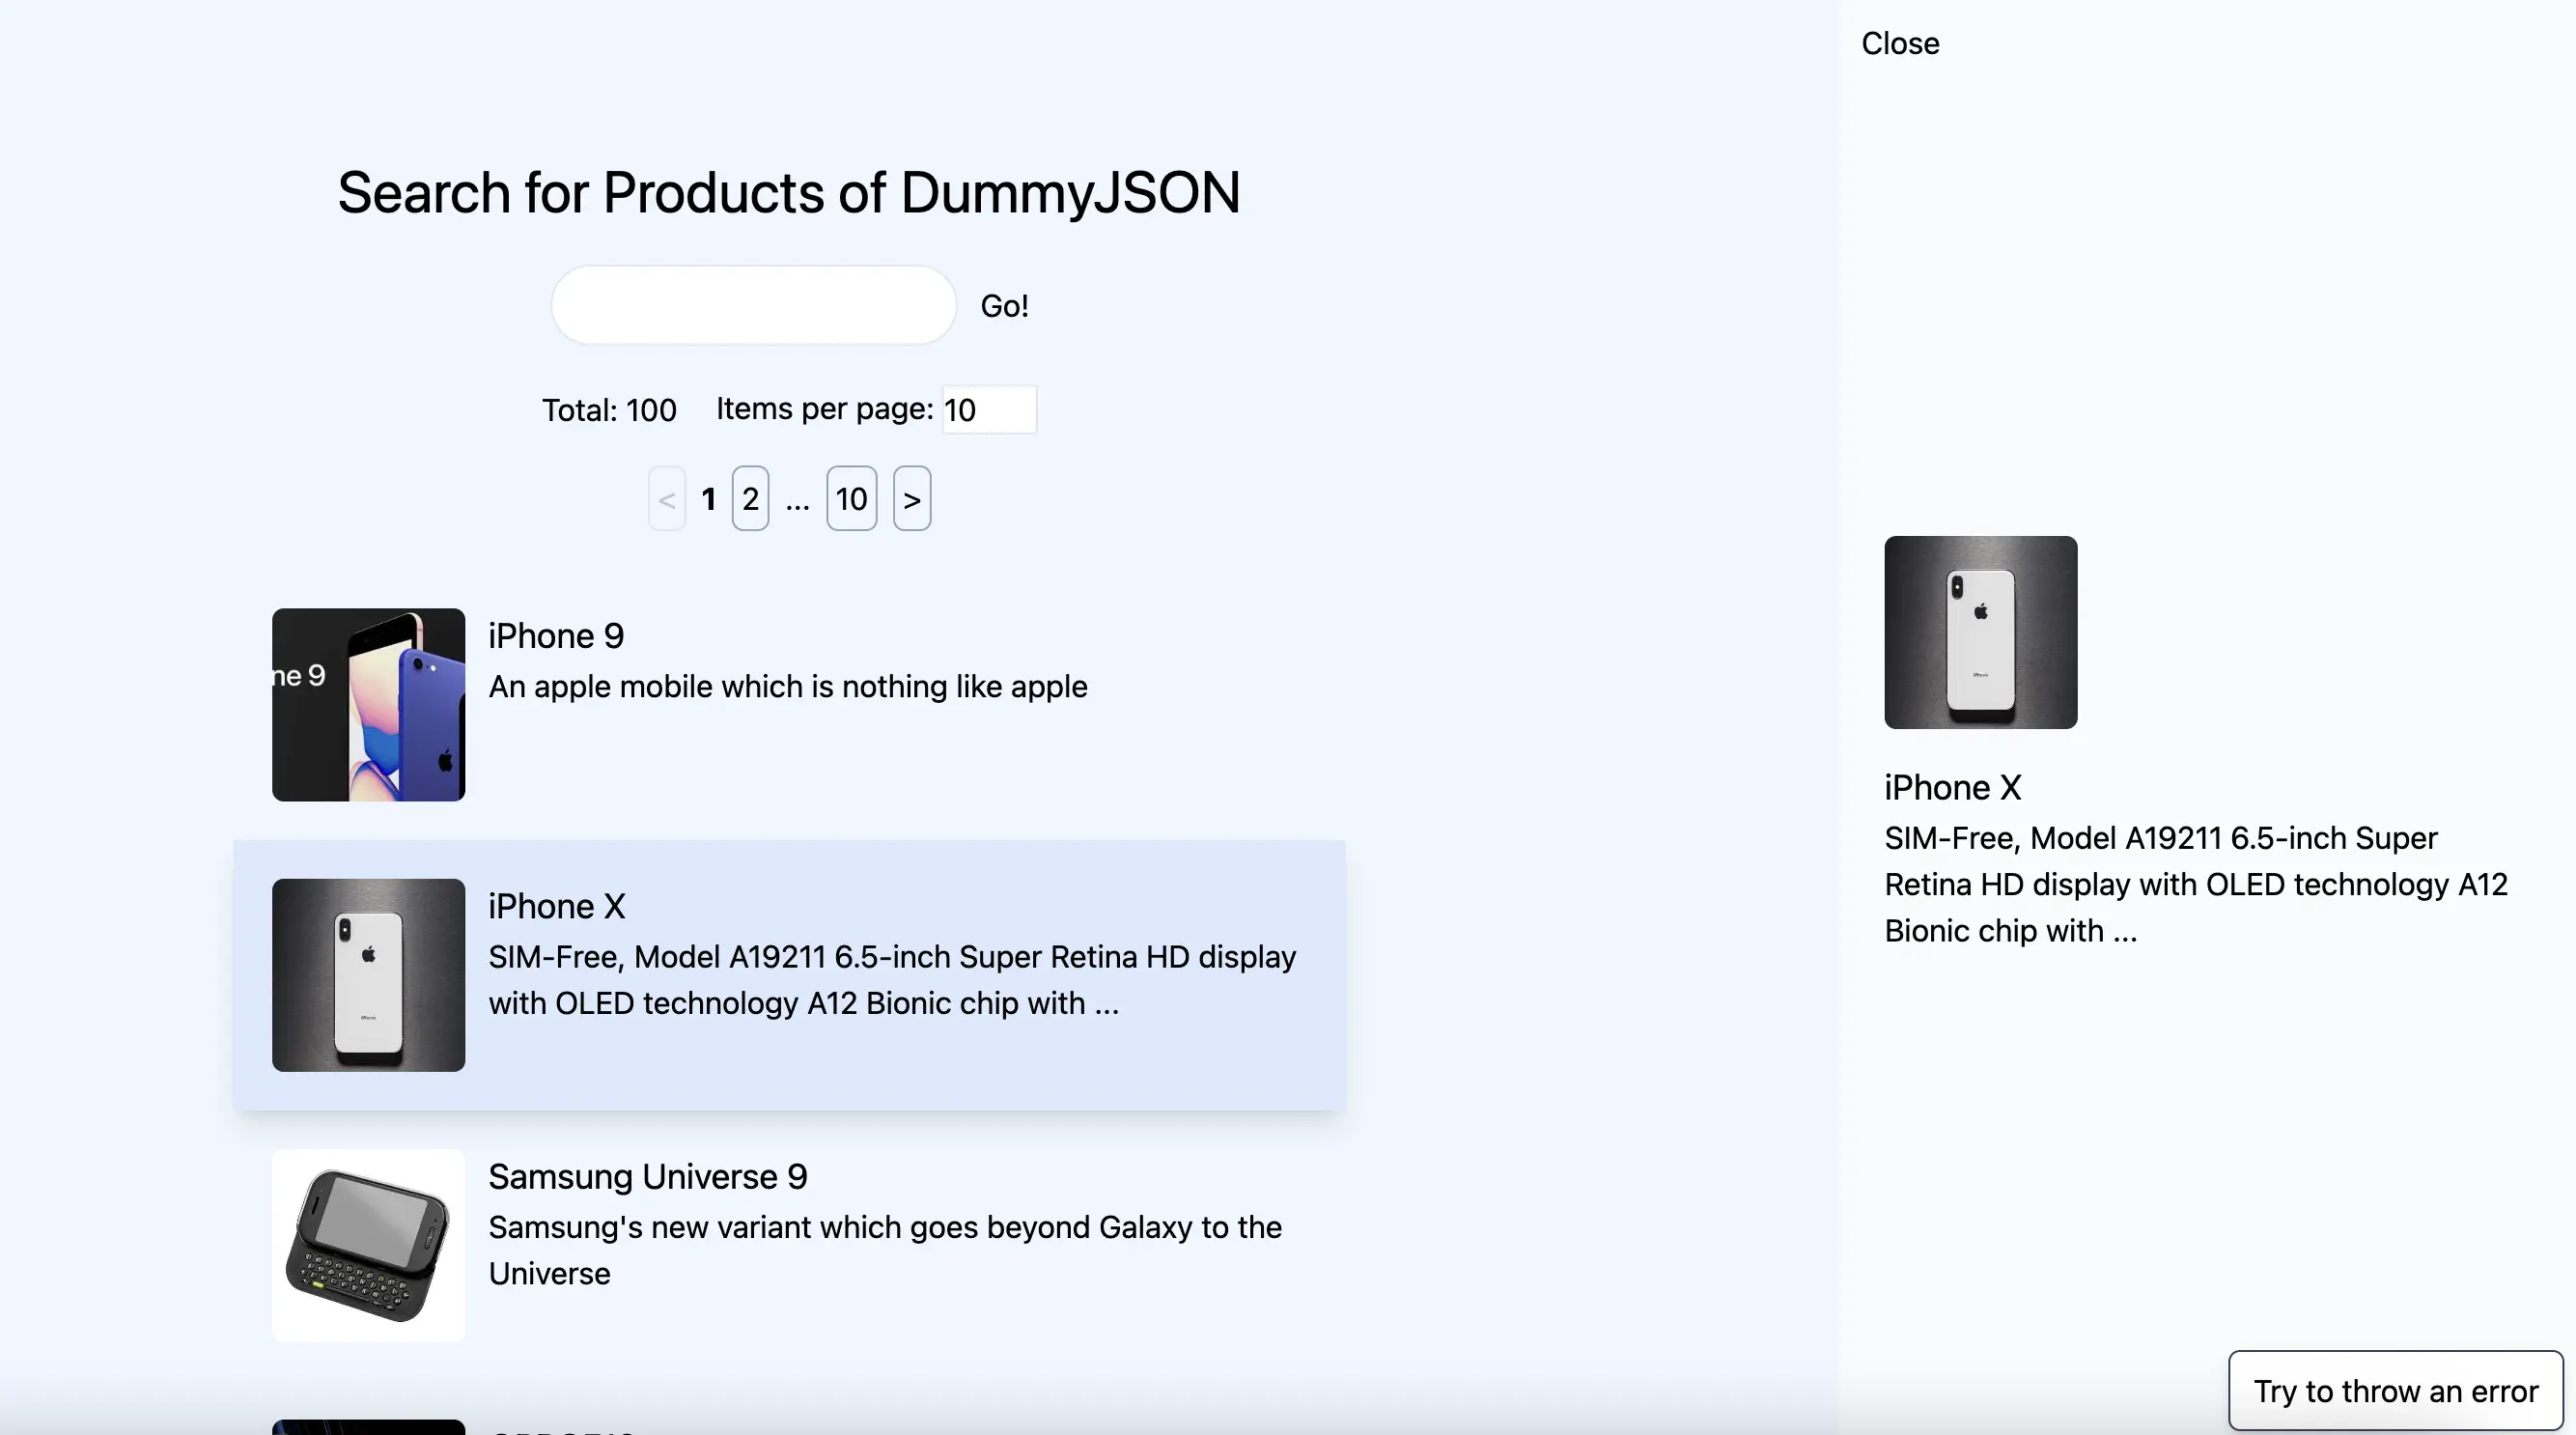 Close
Search for Products of DummyJSON
Go!
Total: 100 Items per page: 10
< 1 2 ... 10 >
ne 9
iPhone 9
An apple mobile which is nothing like apple
iPhone X
SIM-Free, Model A19211 6.5-inch Super Retina HD display
with OLED technology A12 Bionic chip with ...
Samsung Universe 9
Samsung's new variant which goes beyond Galaxy to the
Universe
iPhone
iPhone X
SIM-Free, Model A19211 6.5-inch Super
Retina HD display with OLED technology A12
Bionic chip with ...
Try to throw an error